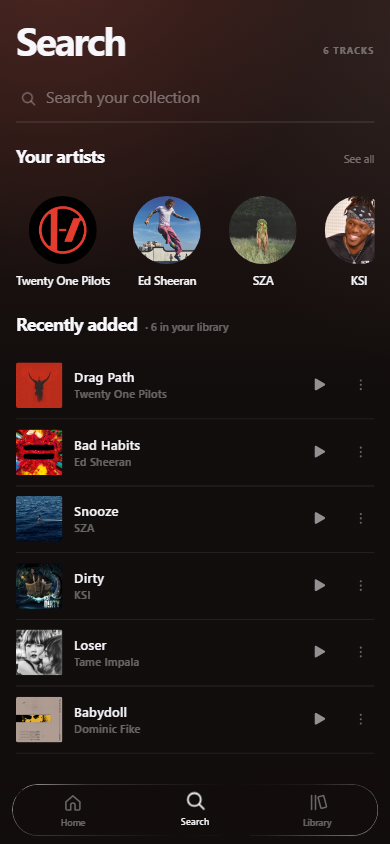 Search
6 TRACKS
Search your collection
Your artists
See all
Twenty One Pilots
Ed Sheeran
SZA
KSI
Recently added · 6 in your library
Drag Path
Twenty One Pilots
Bad Habits
Ed Sheeran
Snooze
SZA
Dirty
KSI
Loser
Tame Impala
Babydoll
Dominic Fike
Home
Search
Library